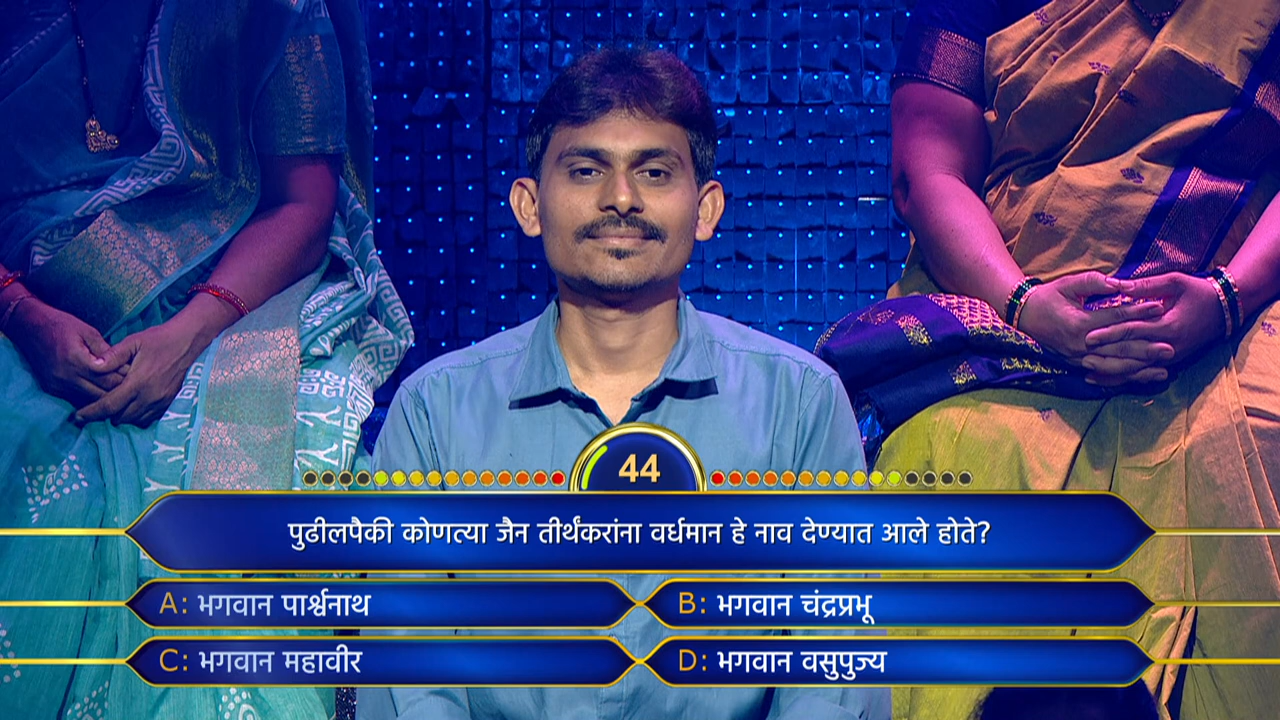 44
पुढीलपैकी कोणत्या जैन तीर्थंकरांना वर्धमान हे नाव देण्यात आले होते?
A: भगवान पार्श्वनाथ
B: भगवान चंद्रप्रभू
C: भगवान महावीर
D: भगवान वसुपुज्य